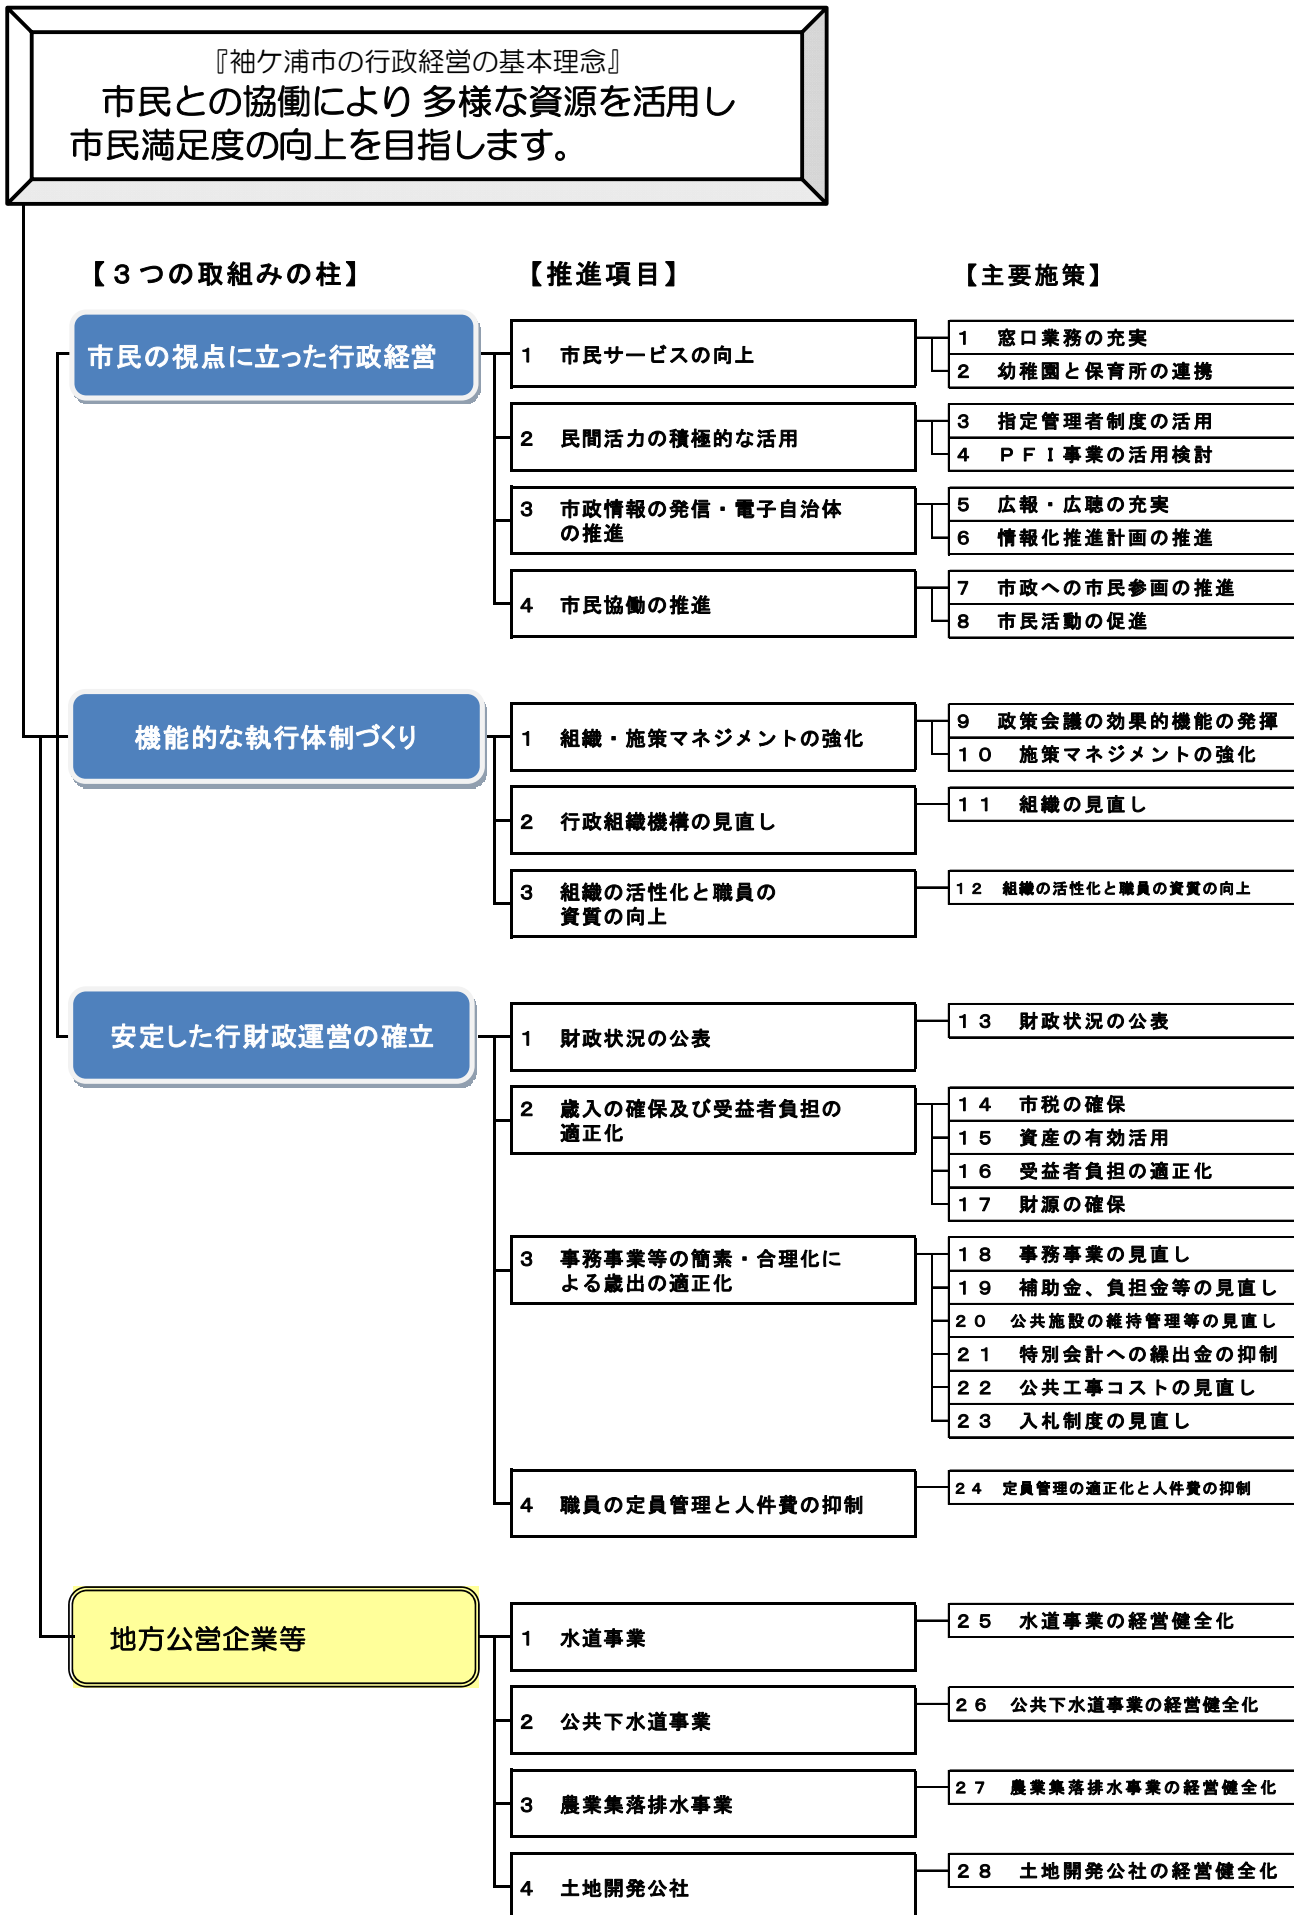 『袖ケ浦市の行政経営の基本理念』
市民との協働により 多様な資源を活用し
市民満足度の向上を目指します。
【３つの取組みの柱】 【推進項目】 【主要施策】
市民の視点に立った行政経営
１ 市民サービスの向上
１ 窓口業務の充実
２ 幼稚園と保育所の連携
２ 民間活力の積極的な活用
３ 指定管理者制度の活用
４ ＰＦＩ事業の活用検討
３ 市政情報の発信・電子自治体
の推進
５ 広報・広聴の充実
６ 情報化推進計画の推進
４ 市民協働の推進
７ 市政への市民参画の推進
８ 市民活動の促進
機能的な執行体制づくり
１ 組織・施策マネジメントの強化
９ 政策会議の効果的機能の発揮
１０ 施策マネジメントの強化
２ 行政組織機構の見直し
１１ 組織の見直し
３ 組織の活性化と職員の
資質の向上
１２ 組織の活性化と職員の資質の向上
安定した行財政運営の確立
１ 財政状況の公表
１３ 財政状況の公表
２ 歳入の確保及び受益者負担の
適正化
１４ 市税の確保
１５ 資産の有効活用
１６ 受益者負担の適正化
１７ 財源の確保
３ 事務事業等の簡素・合理化に
よる歳出の適正化
１８ 事務事業の見直し
１９ 補助金、負担金等の見直し
２０ 公共施設の維持管理等の見直し
２１ 特別会計への繰出金の抑制
２２ 公共工事コストの見直し
２３ 入札制度の見直し
４ 職員の定員管理と人件費の抑制
２４ 定員管理の適正化と人件費の抑制
地方公営企業等
１ 水道事業
２５ 水道事業の経営健全化
２ 公共下水道事業
２６ 公共下水道事業の経営健全化
３ 農業集落排水事業
２７ 農業集落排水事業の経営健全化
４ 土地開発公社
２８ 土地開発公社の経営健全化